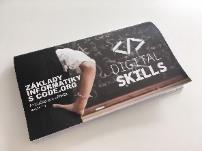 </>
DIGITAL
SKILLS
ZÁKLADY
INFORMATIKY
S CODE.ORG